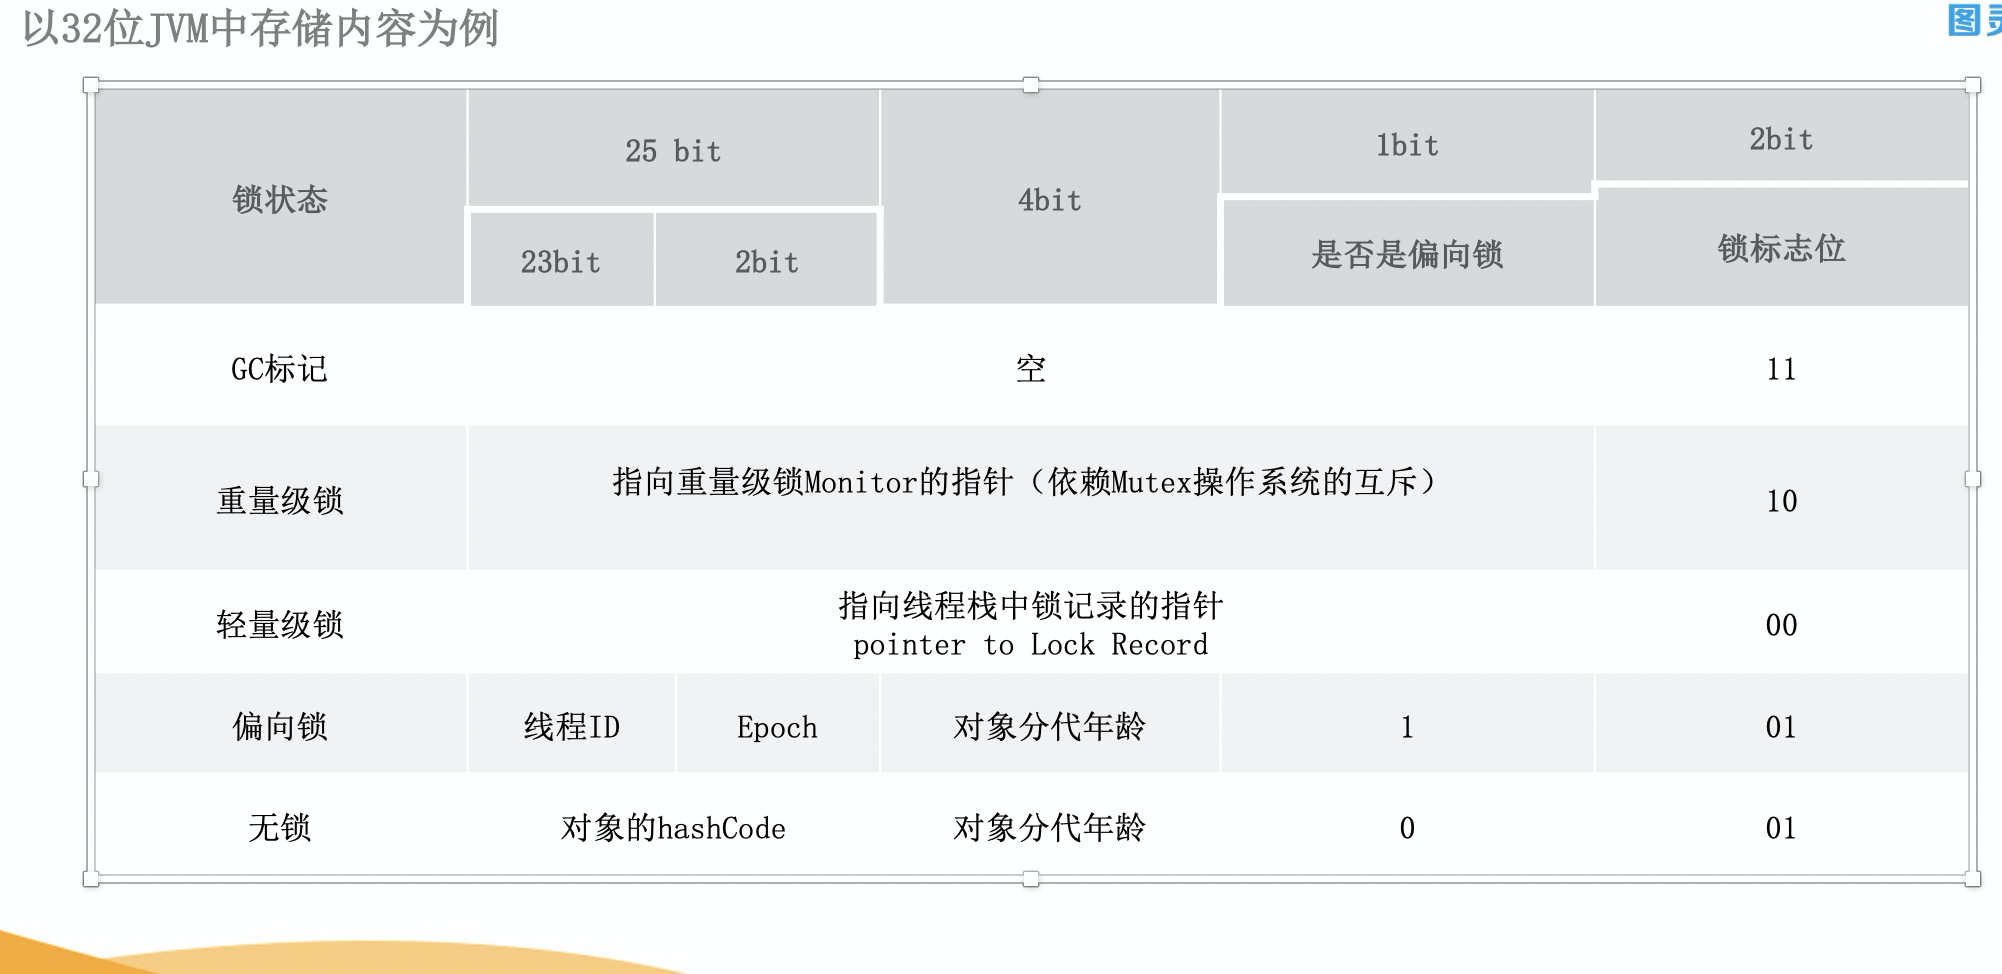 以32位JVM中存储内容为例
图
锁状态
25 bit
4bit
1bit
2bit
23bit
2bit
是否是偏向锁
锁标志位
GC标记
空
11
重量级锁
指向重量级锁Monitor的指针（依赖Mutex操作系统的互斥）
10
轻量级锁
指向线程栈中锁记录的指针
pointer to Lock Record
00
偏向锁
线程ID
Epoch
对象分代年龄
1
01
无锁
对象的hashCode
对象分代年龄
0
01